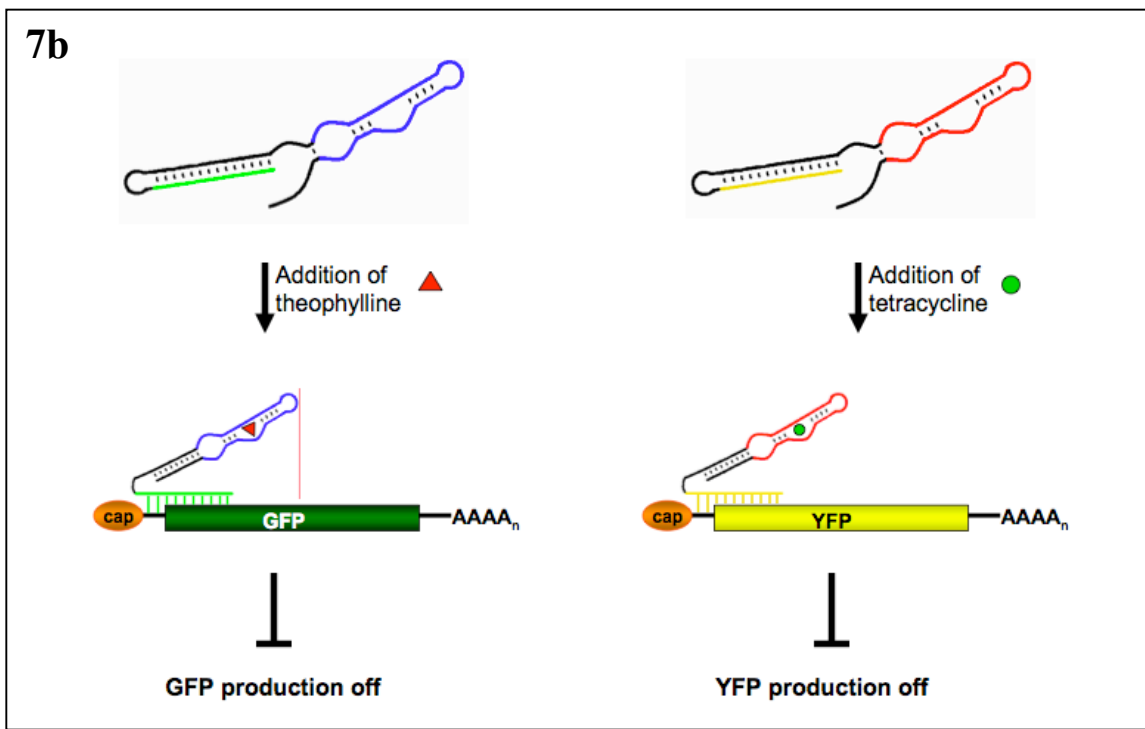 7b
Addition of
theophylline
Addition of
tetracycline
cap
GFP
AAAAn
cap
YFP
AAAAn
GFP production off
YFP production off